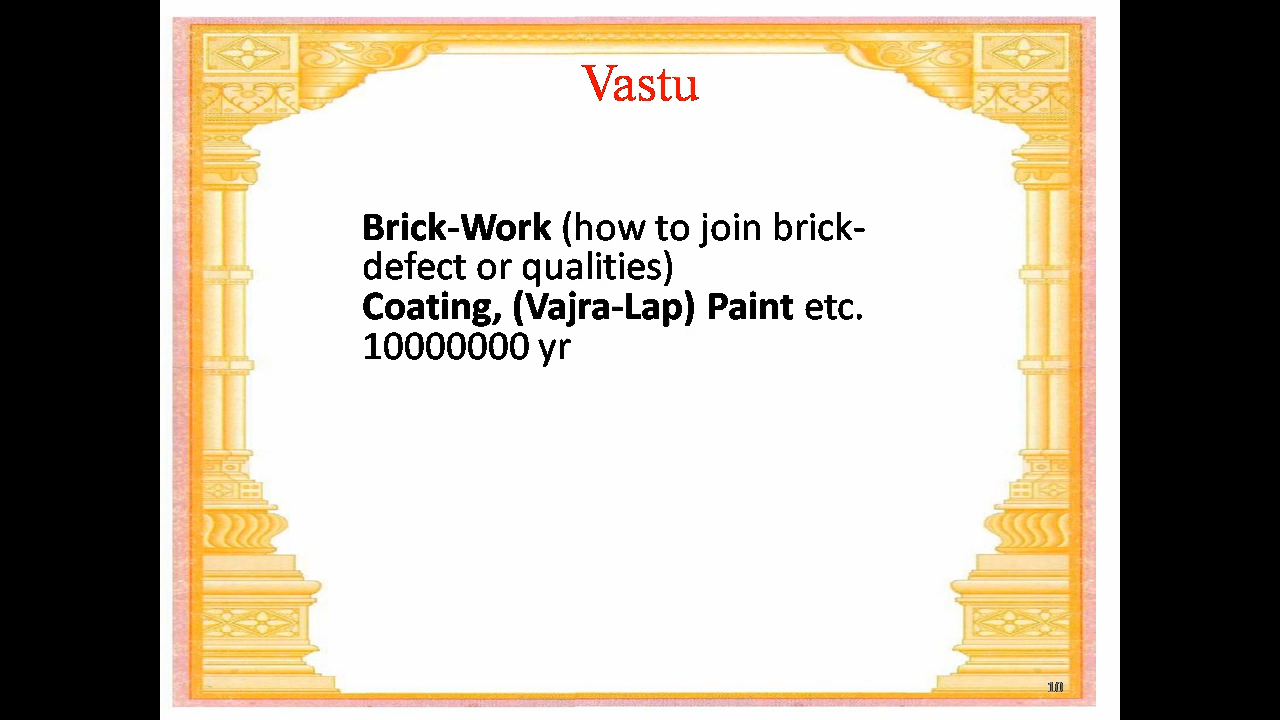 Vastu
Brick-Work (how to join brick-
defect or qualities)
Coating, (Vajra-Lap) Paint etc.
10000000 yr
10